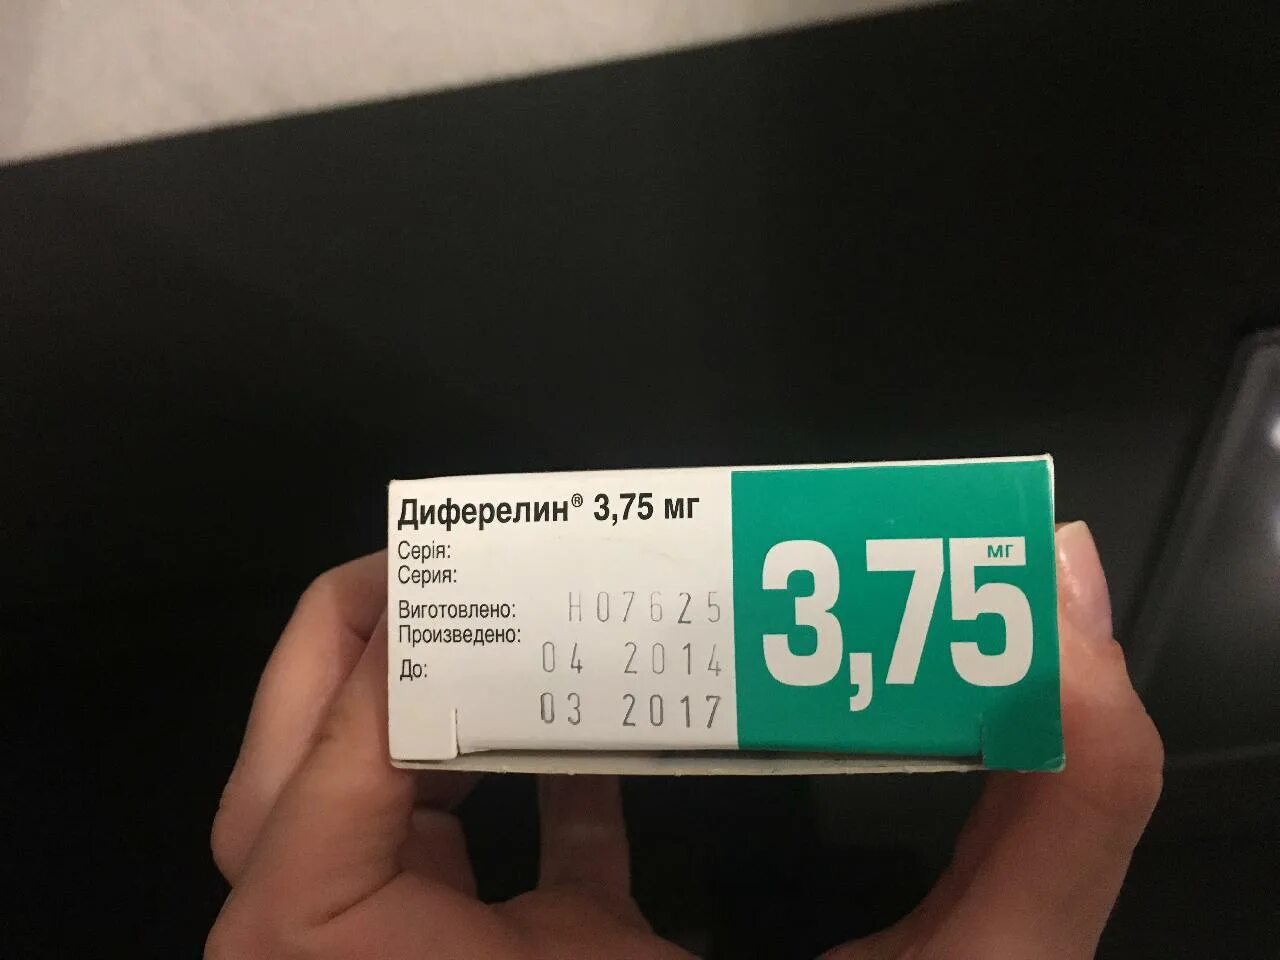 Диферелин® 3,75 мг
Серія:
Серия:
Виготовлено: H07625
Произведено: 04 2014
До: 03 2017
3,75 мг